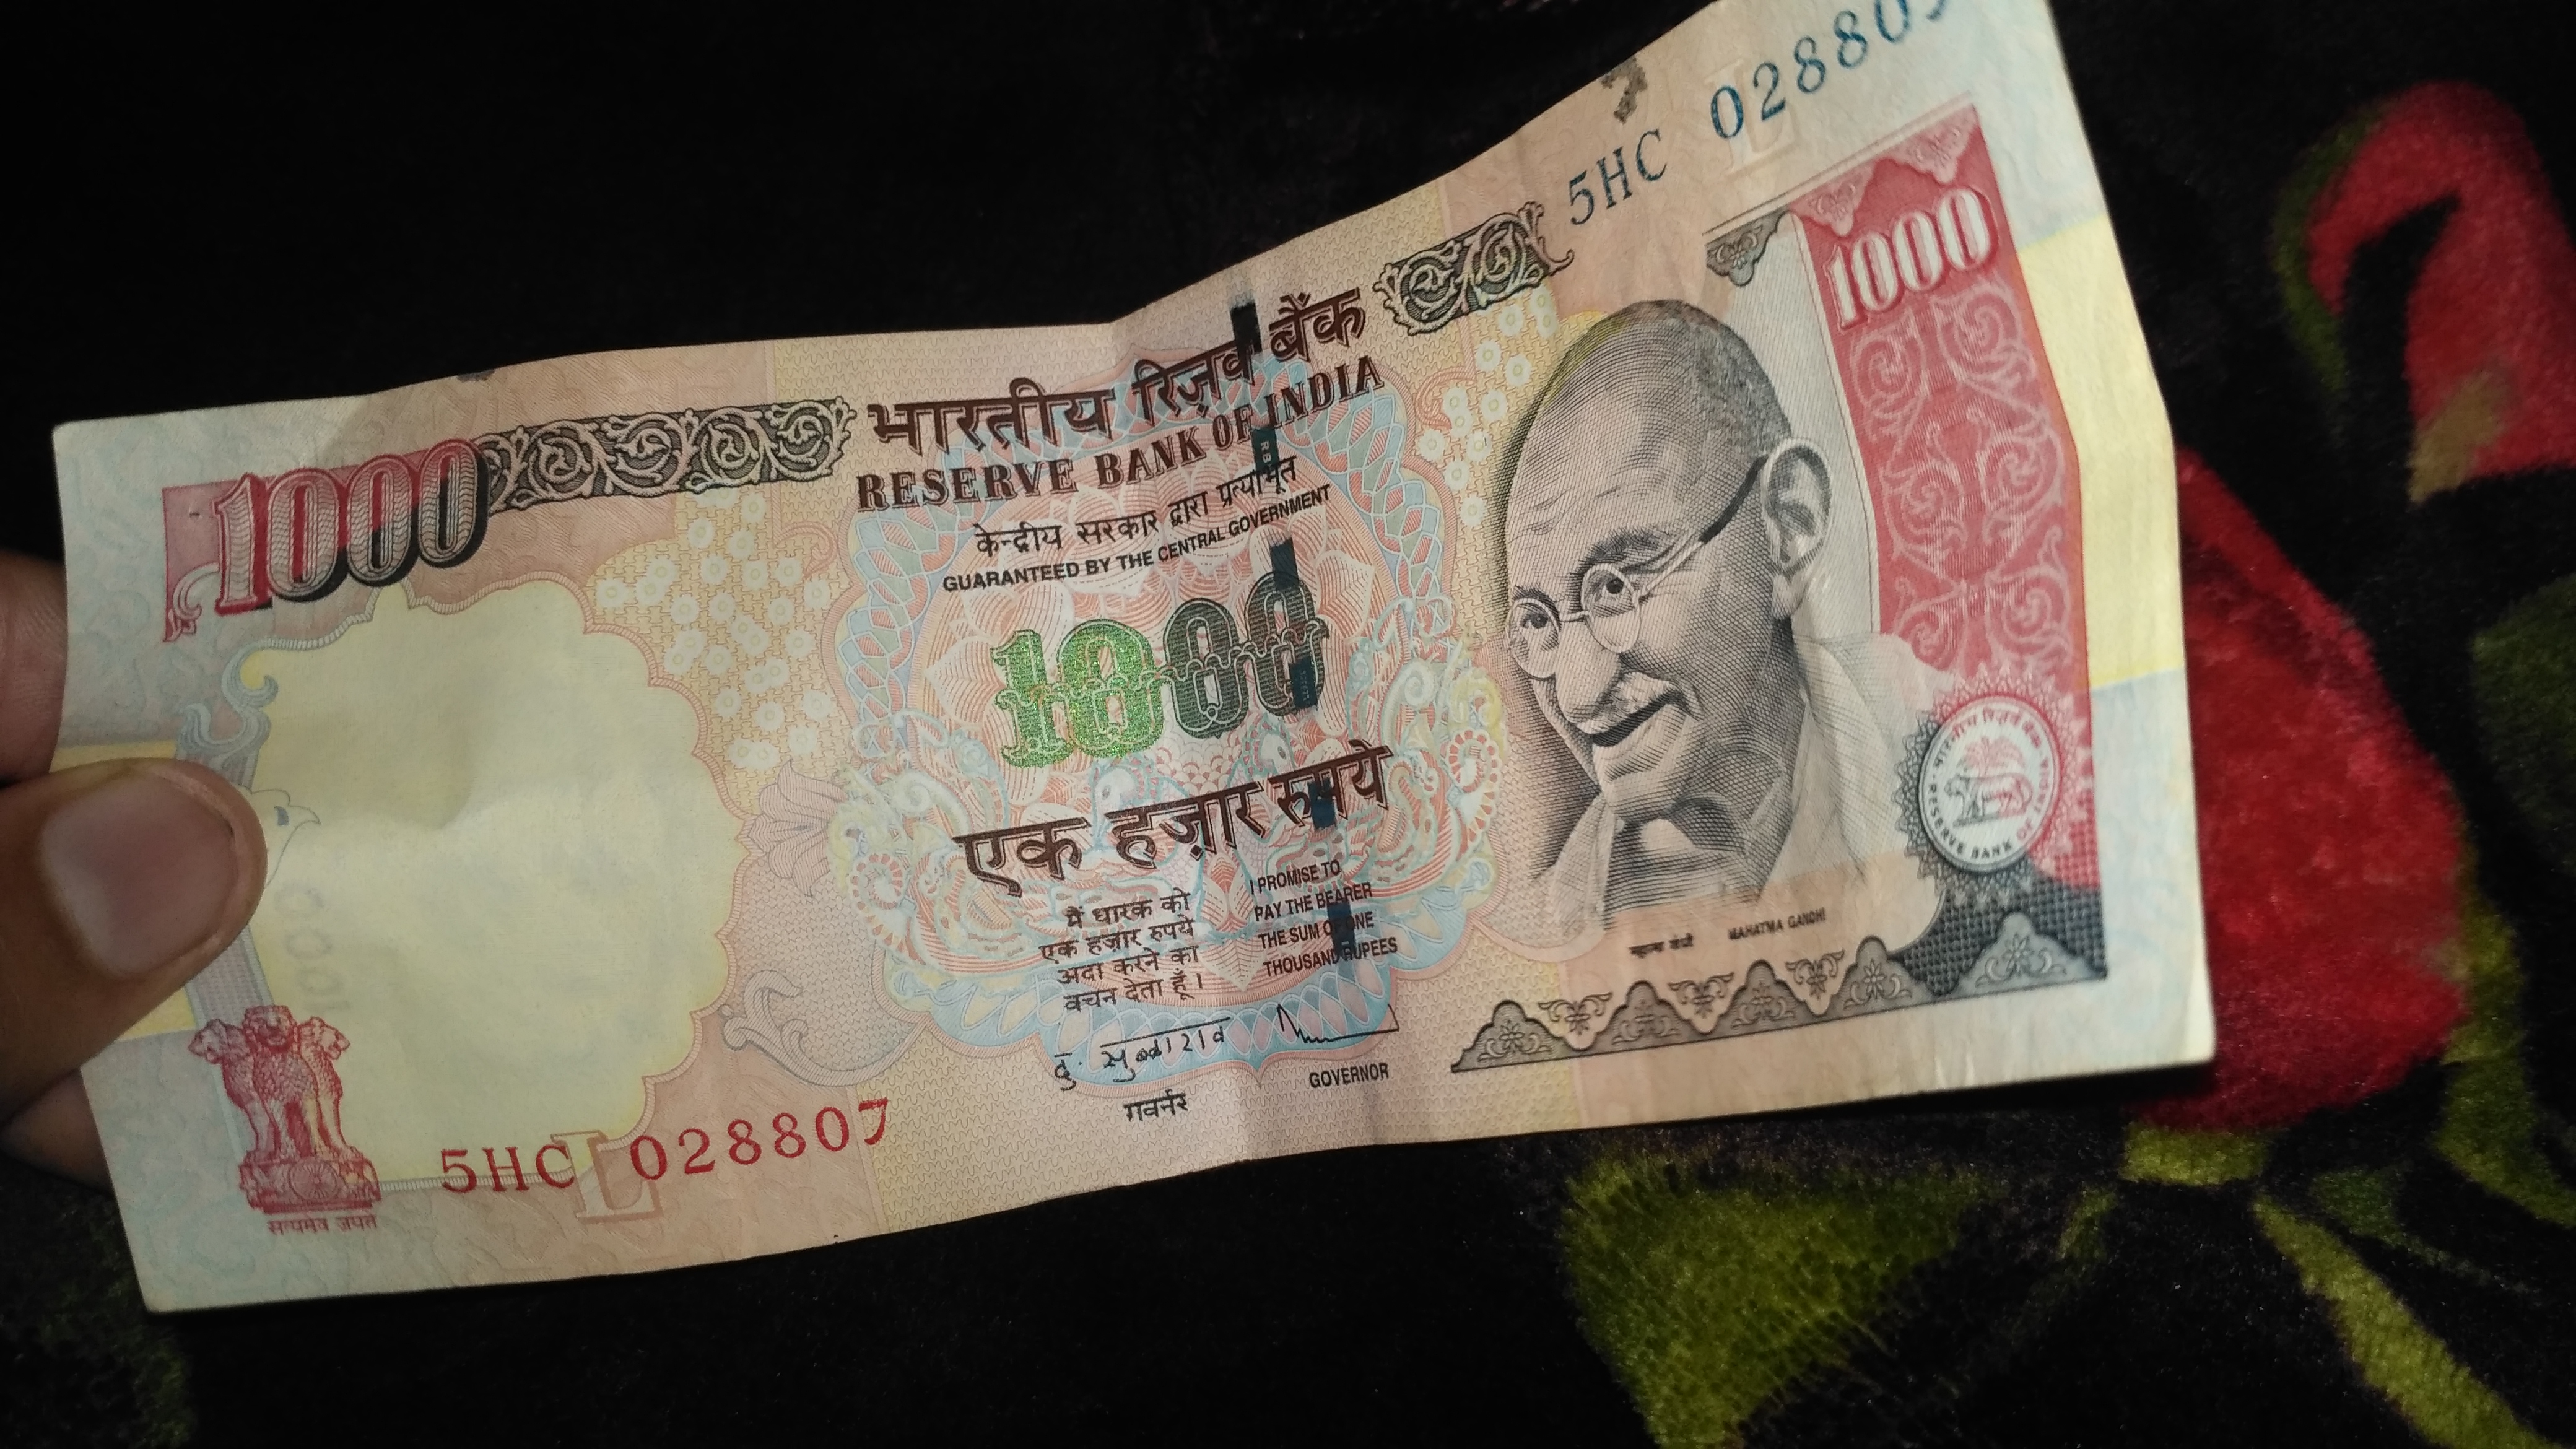 5HC 028807
1000
भारतीय रिज़र्व बैंक
RESERVE BANK OF INDIA
1000
केन्द्रीय सरकार द्वारा प्रत्याभूत
GUARANTEED BY THE CENTRAL GOVERNMENT
1000
एक हज़ार रुपये
मैं धारक को
एक हज़ार रुपये
अदा करने का
वचन देता हूँ।
I PROMISE TO
PAY THE BEARER
THE SUM OF ONE
THOUSAND RUPEES
भारतीय रिज़र्व बैंक
RESERVE BANK OF INDIA
MAHATMA GANDHI
दु. सुब्बाराव
गवर्नर
GOVERNOR
L
5HC 028807
सत्यमेव जयते